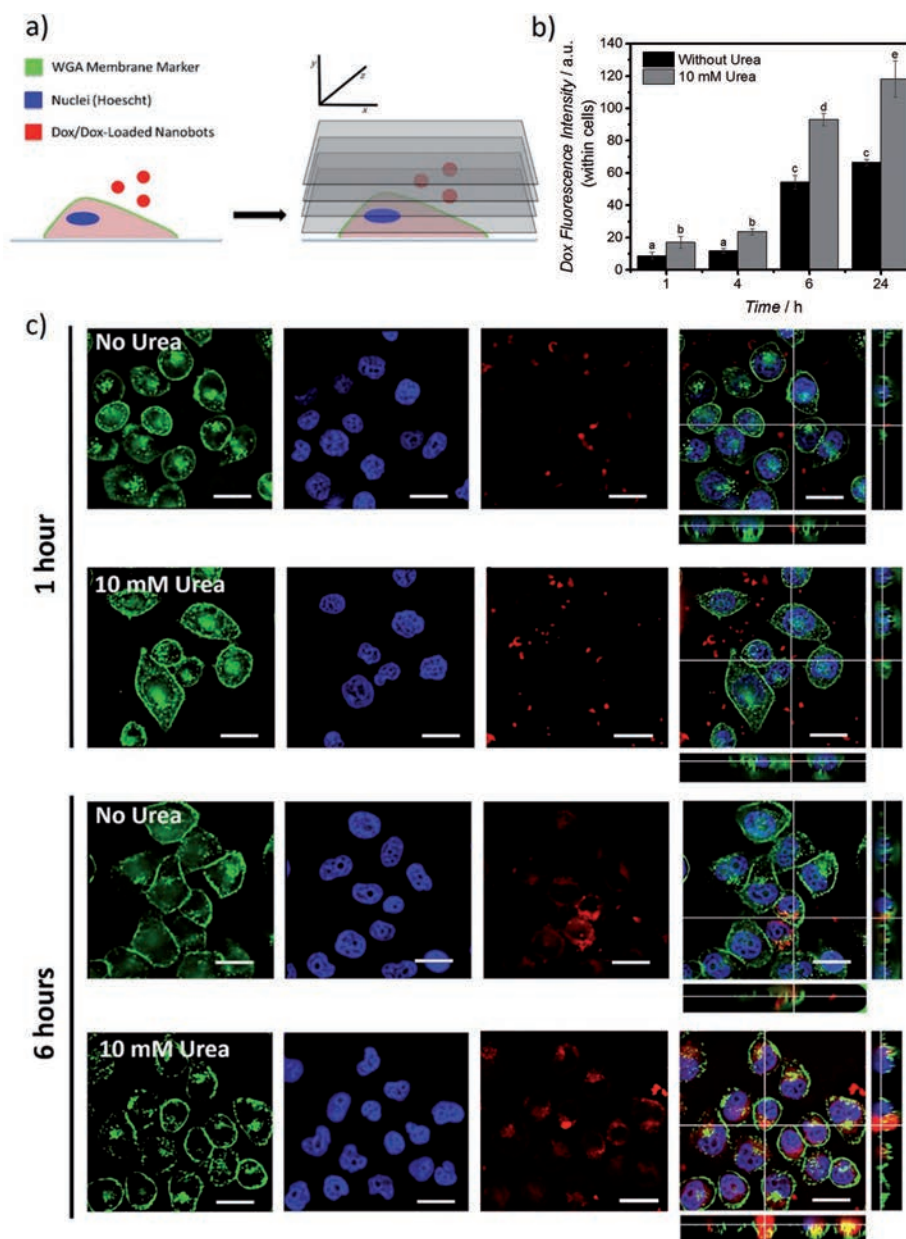 a)
WGA Membrane Marker
Nuclei (Hoescht)
Dox/Dox-Loaded Nanobots
y
z
x
b)
Dox Fluorescence Intensity / a.u.
(within cells)
140
120
100
80
60
40
20
0
Without Urea
10 mM Urea
a
b
a
b
c
d
c
e
1
4
6
24
Time / h
c)
1 hour
No Urea
10 mM Urea
6 hours
No Urea
10 mM Urea